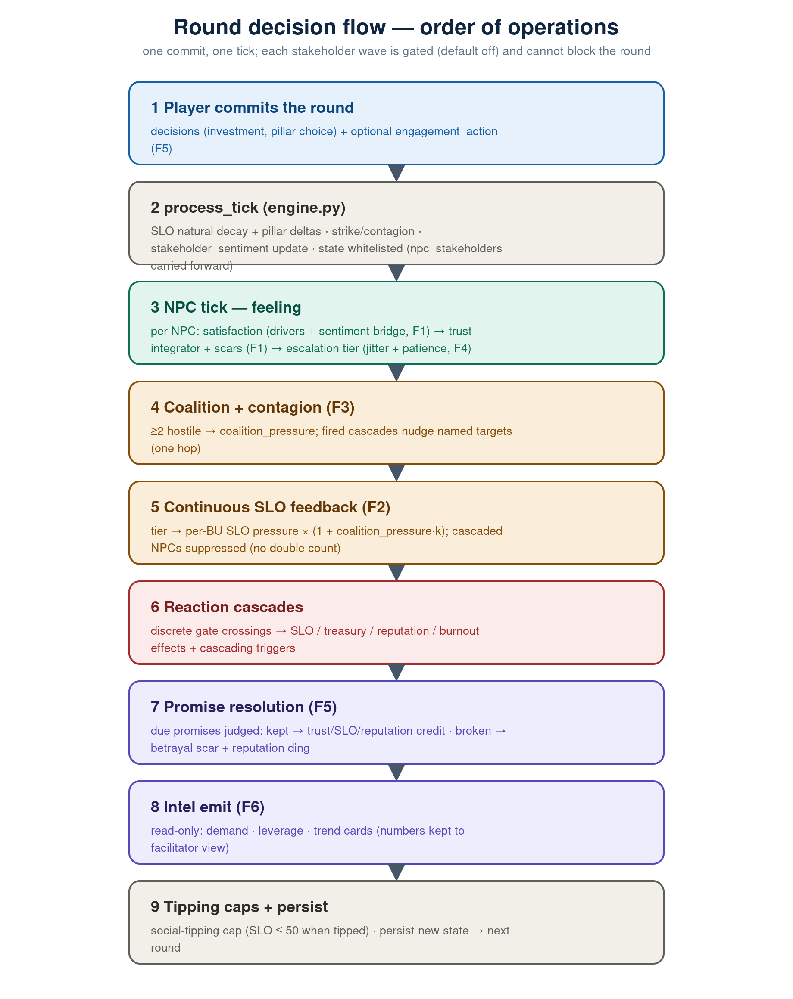 Round decision flow — order of operations
one commit, one tick; each stakeholder wave is gated (default off) and cannot block the round
1 Player commits the round
decisions (investment, pillar choice) + optional engagement_action
(F5)
2 process_tick (engine.py)
SLO natural decay + pillar deltas · strike/contagion ·
stakeholder_sentiment update · state whitelisted (npc_stakeholders
carried forward)
3 NPC tick — feeling
per NPC: satisfaction (drivers + sentiment bridge, F1) → trust
integrator + scars (F1) → escalation tier (jitter + patience, F4)
4 Coalition + contagion (F3)
≥2 hostile → coalition_pressure; fired cascades nudge named targets
(one hop)
5 Continuous SLO feedback (F2)
tier → per-BU SLO pressure × (1 + coalition_pressure·k); cascaded
NPCs suppressed (no double count)
6 Reaction cascades
discrete gate crossings → SLO / treasury / reputation / burnout
effects + cascading triggers
7 Promise resolution (F5)
due promises judged: kept → trust/SLO/reputation credit · broken →
betrayal scar + reputation ding
8 Intel emit (F6)
read-only: demand · leverage · trend cards (numbers kept to
facilitator view)
9 Tipping caps + persist
social-tipping cap (SLO ≤ 50 when tipped) · persist new state → next
round